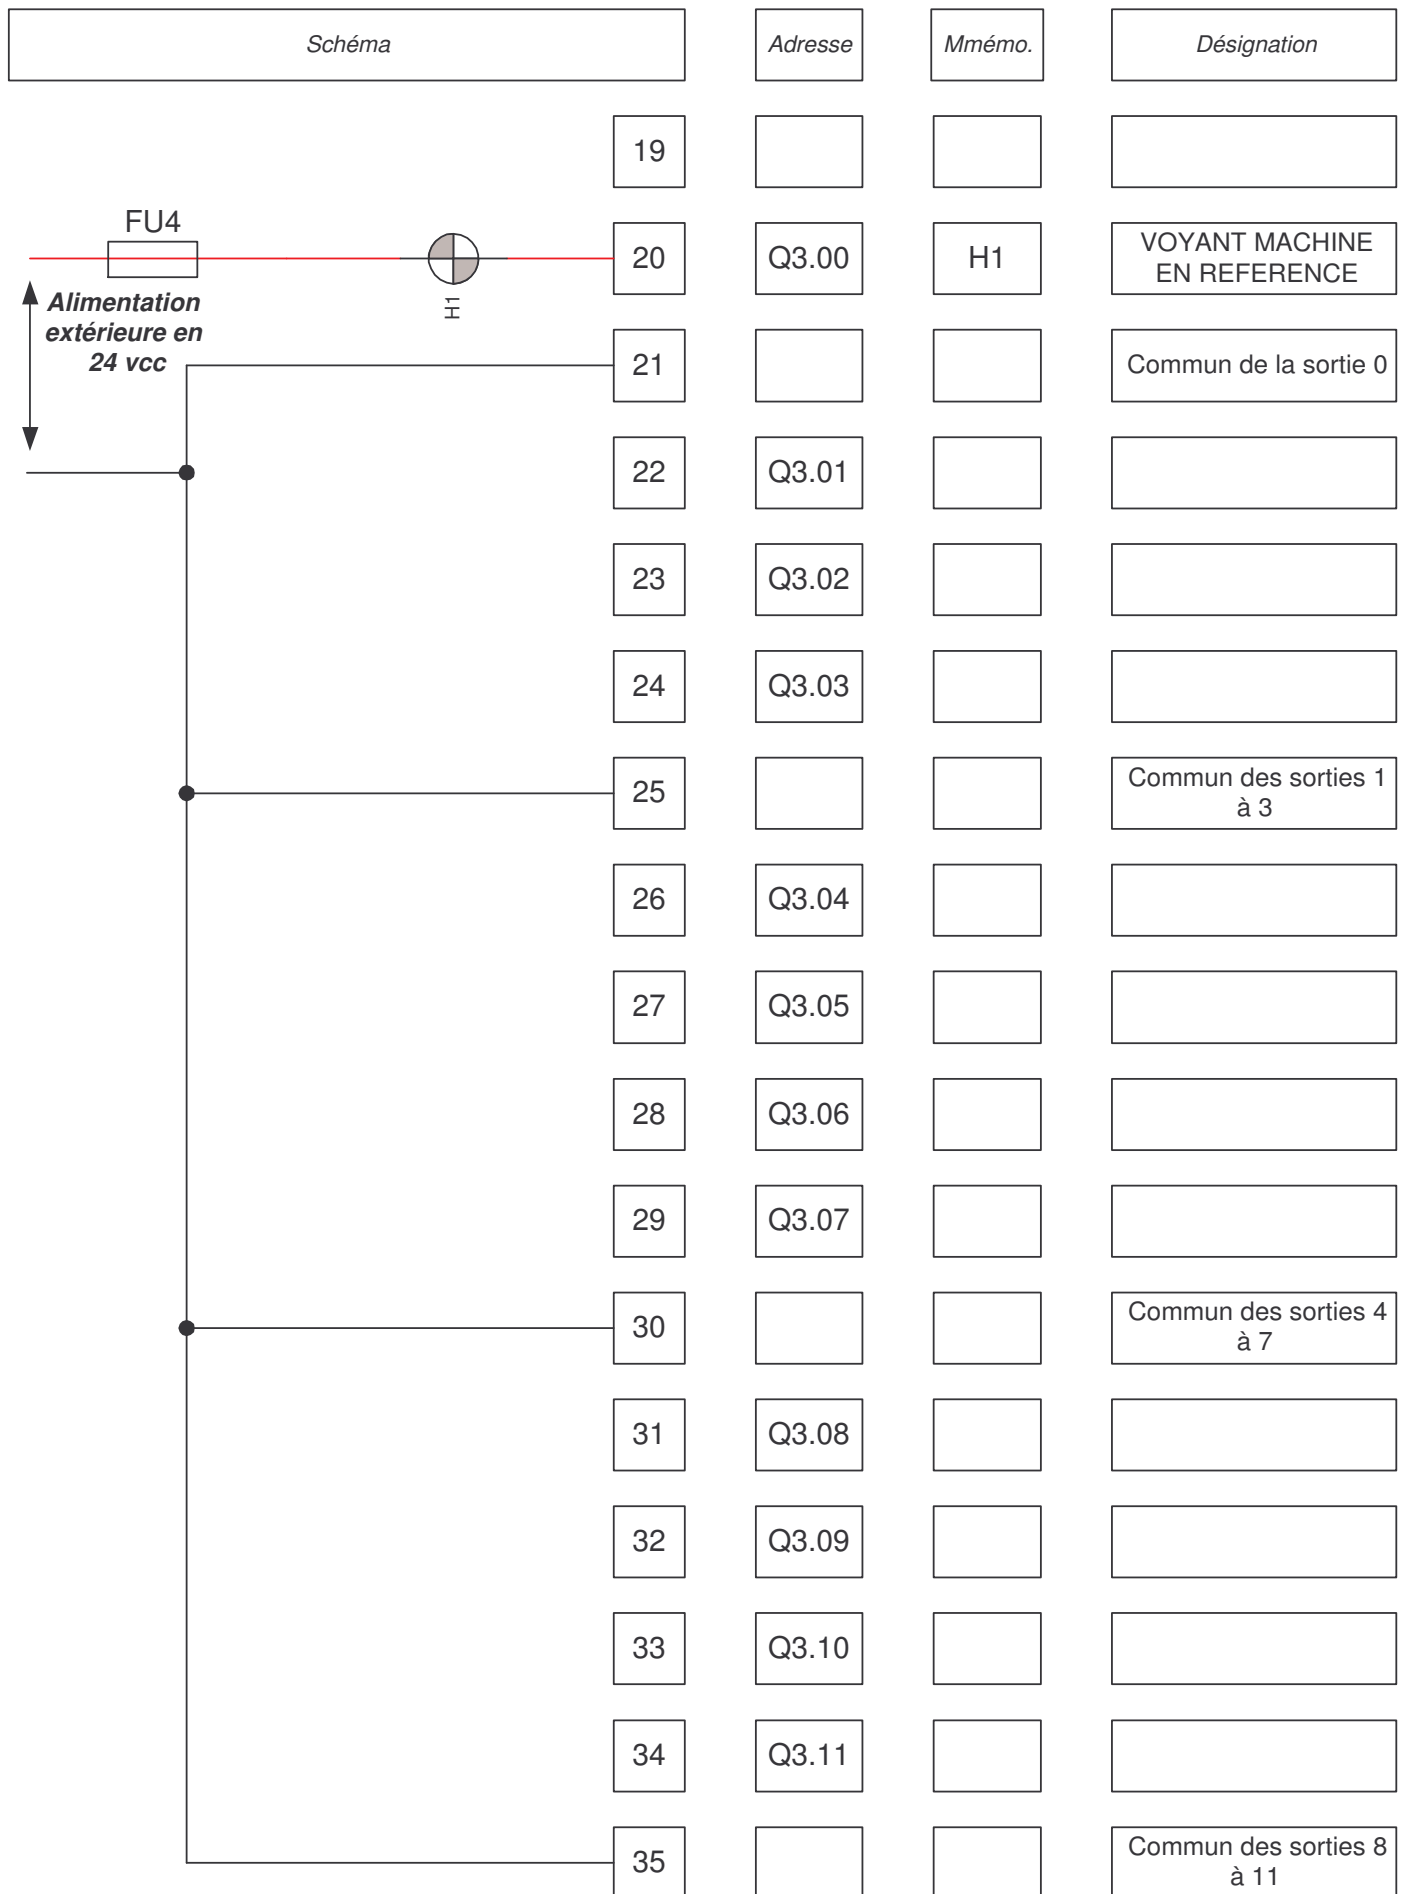 Schéma
Adresse
Mmémo.
Désignation
19
FU4
20
Q3.00
H1
VOYANT MACHINE
EN REFERENCE
H1
Alimentation
extérieure en
24 vcc
21
Commun de la sortie 0
22
Q3.01
23
Q3.02
24
Q3.03
25
Commun des sorties 1
à 3
26
Q3.04
27
Q3.05
28
Q3.06
29
Q3.07
30
Commun des sorties 4
à 7
31
Q3.08
32
Q3.09
33
Q3.10
34
Q3.11
35
Commun des sorties 8
à 11